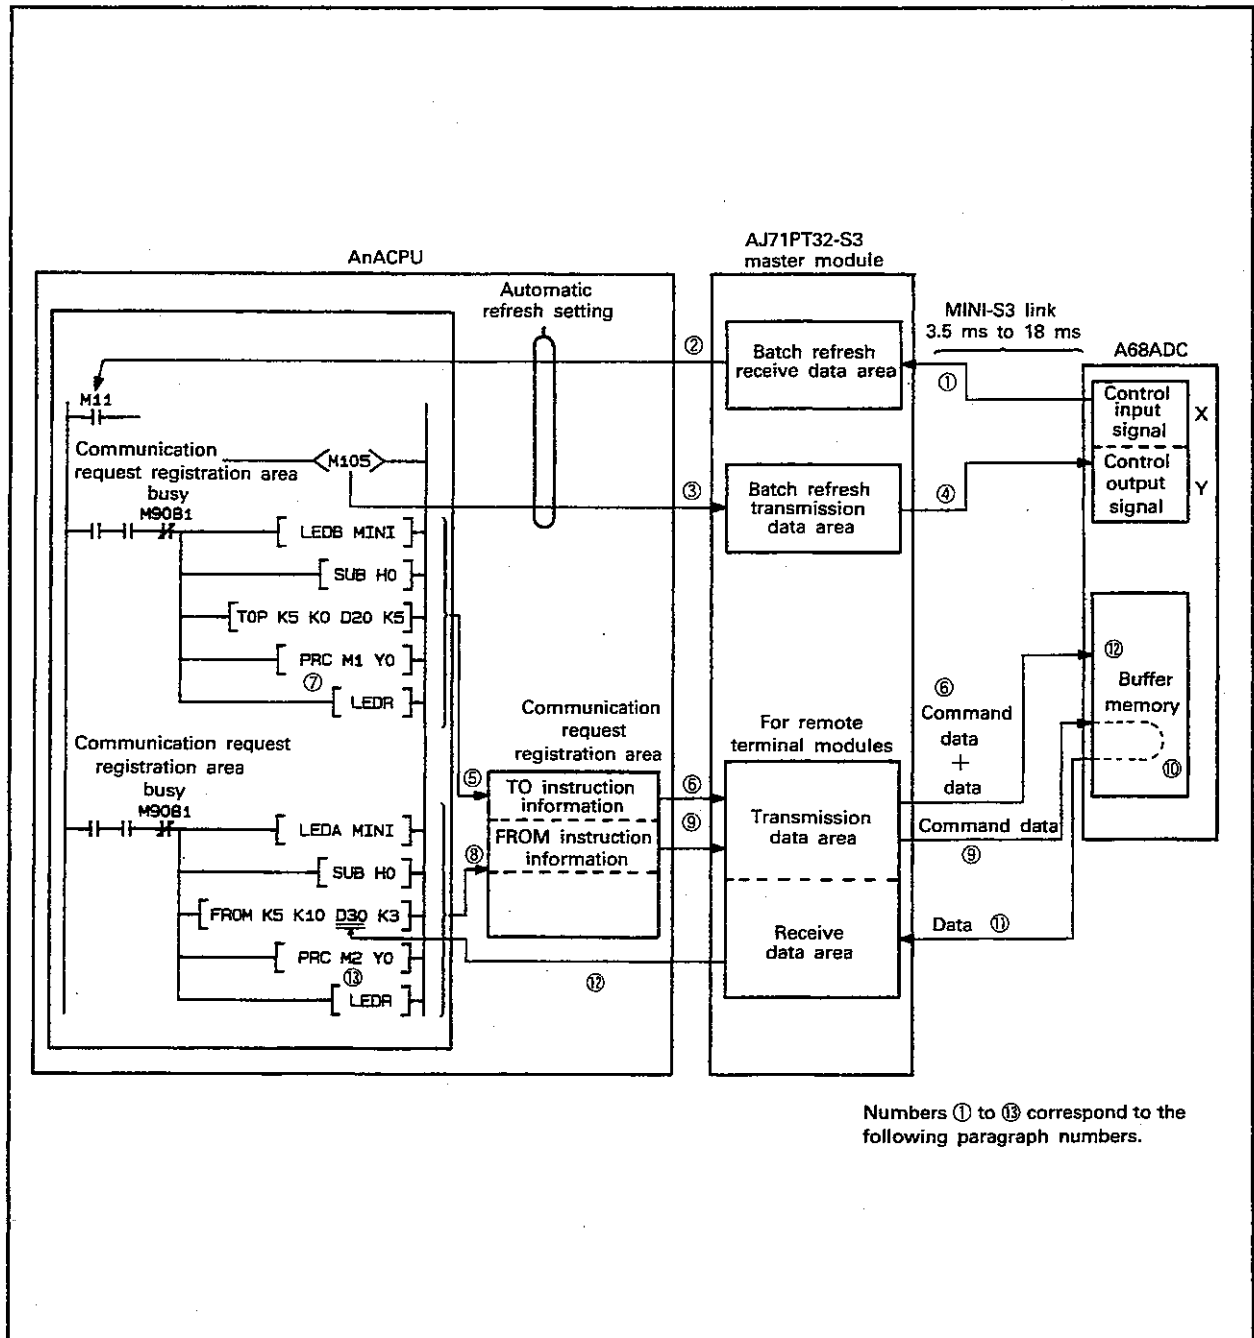 AnACPU
AJ71PT32-S3
master module
Automatic
refresh setting
MINI-S3 link
3.5 ms to 18 ms
A68ADC
②
Batch refresh
receive data area
①
Control
input
signal
X
M11
Communication
request registration area
busy
M105
③
Batch refresh
transmission
data area
④
Control
output
signal
Y
M9081
LEDB MINI
SUB H0
TOP K5 K0 D20 K5
PRC M1 Y0
⑦
LEDR
Communication
request
registration area
For remote
terminal modules
⑥
Command
data
+
data
⑫
Buffer
memory
⑩
Communication request
registration area
busy
M9081
⑤
TO instruction
information
⑥
Transmission
data area
LEDA MINI
⑧
FROM instruction
information
⑨
Command data
⑨
SUB H0
FROM K5 K10 D30 K3
Receive
data area
Data ⑪
PRC M2 Y0
⑬
LEDR
⑫
Numbers ① to ⑬ correspond to the
following paragraph numbers.